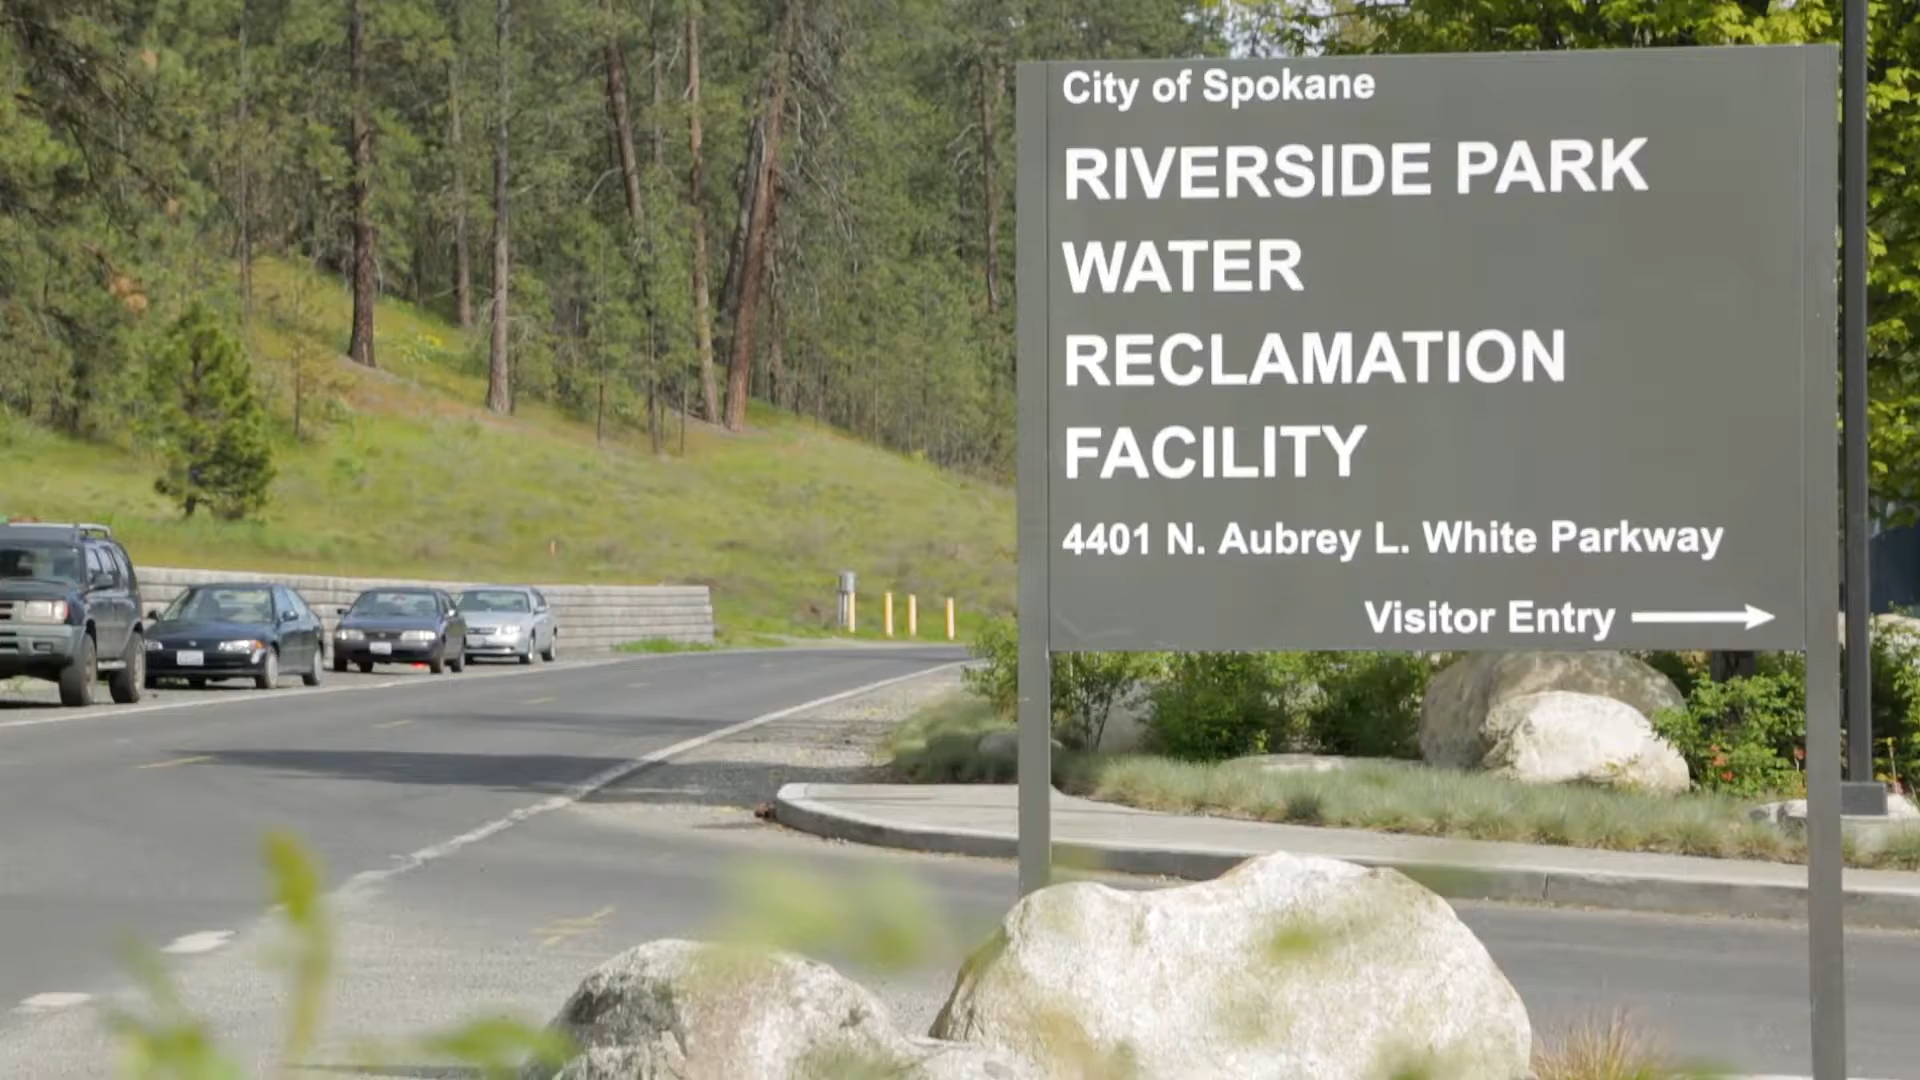 City of Spokane
RIVERSIDE PARK
WATER
RECLAMATION
FACILITY
4401 N. Aubrey L. White Parkway
Visitor Entry